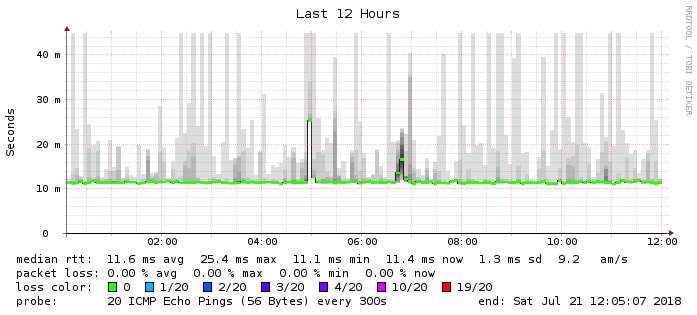 Last 12 Hours
RRDTOOL / TOBI OETIKER
Seconds
40 m
30 m
20 m
10 m
0
02:00 04:00 06:00 08:00 10:00 12:00
median rtt: 11.6 ms avg 25.4 ms max 11.1 ms min 11.4 ms now 1.3 ms sd 9.2 am/s
packet loss: 0.00 % avg 0.00 % max 0.00 % min 0.00 % now
loss color: 0 1/20 2/20 3/20 4/20 10/20 19/20
probe: 20 ICMP Echo Pings (56 Bytes) every 300s end: Sat Jul 21 12:05:07 2018